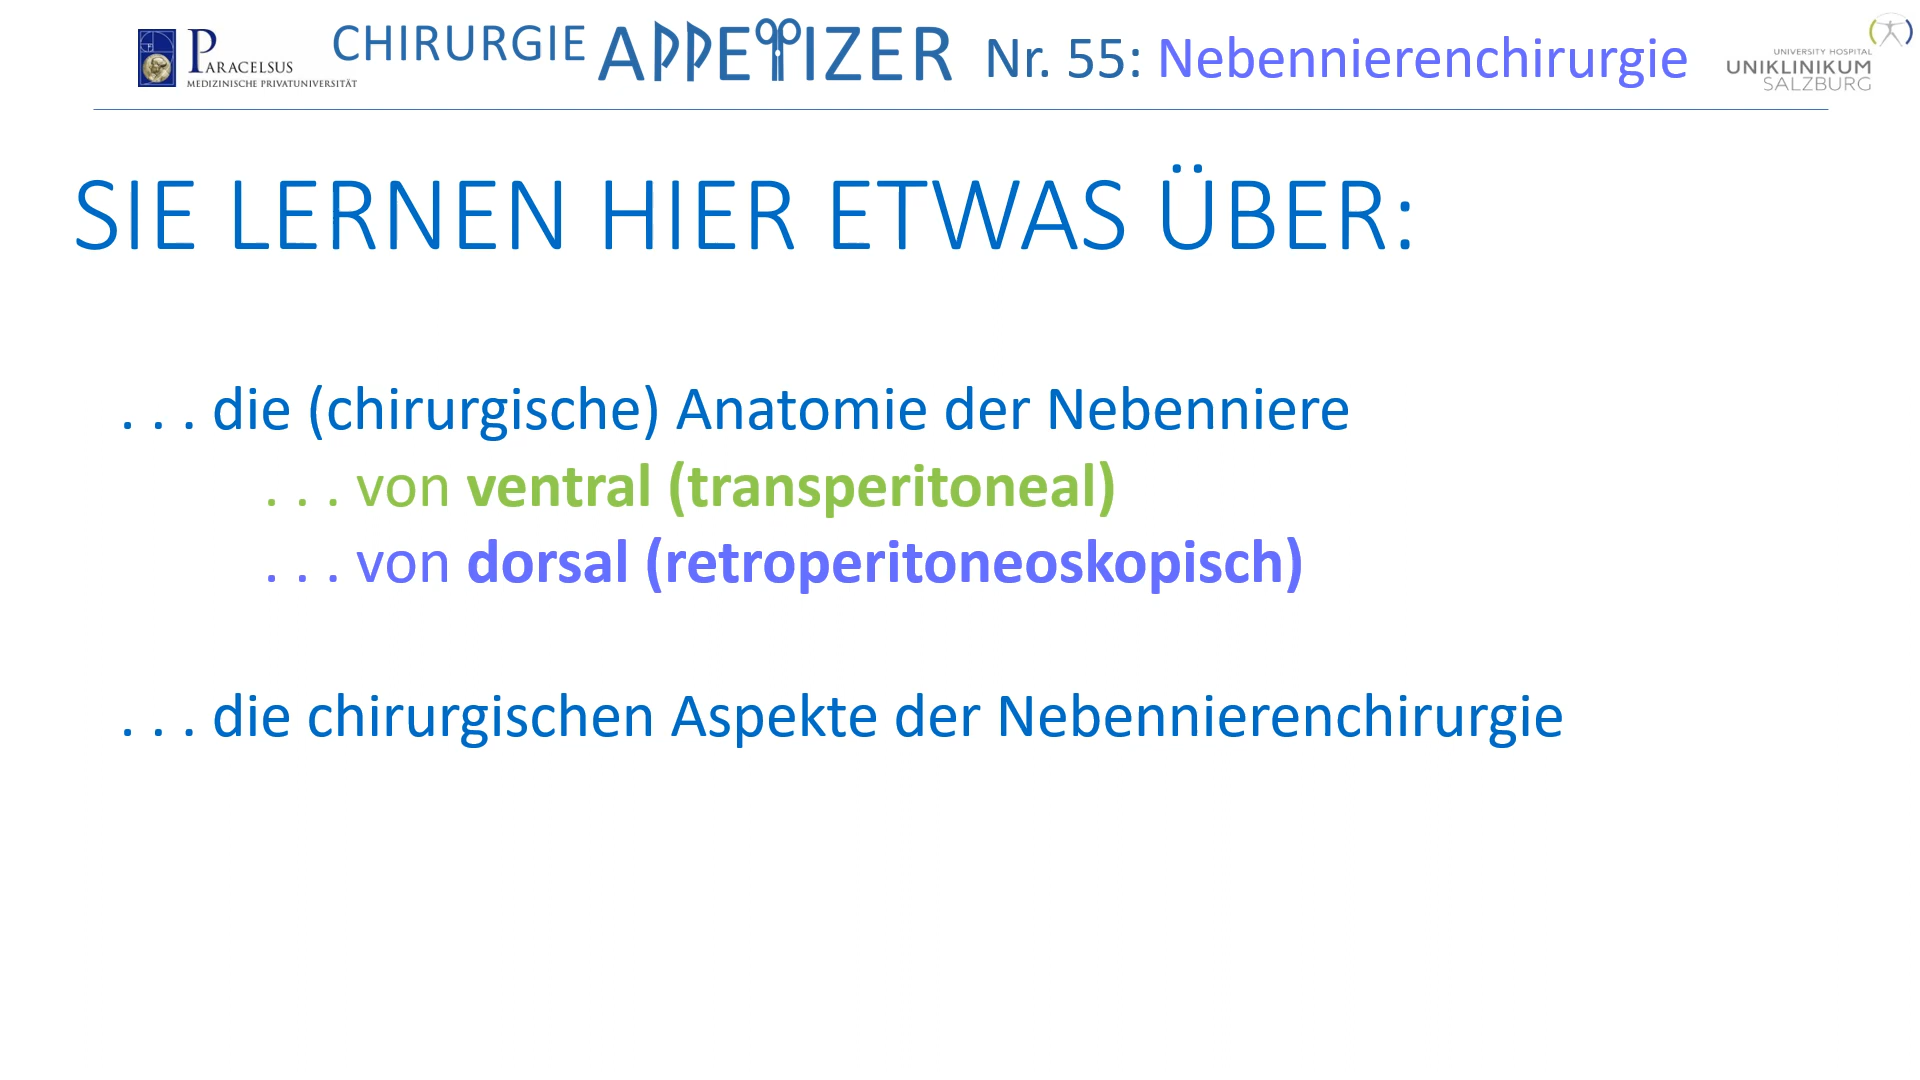 PARACELSUS
MEDIZINISCHE PRIVATUNIVERSITÄT
CHIRURGIE APPETIZER Nr. 55: Nebennierenchirurgie
UNIVERSITY HOSPITAL
UNIKLINIKUM
SALZBURG
SIE LERNEN HIER ETWAS ÜBER:
. . . die (chirurgische) Anatomie der Nebenniere
. . . von ventral (transperitoneal)
. . . von dorsal (retroperitoneoskopisch)
. . . die chirurgischen Aspekte der Nebennierenchirurgie